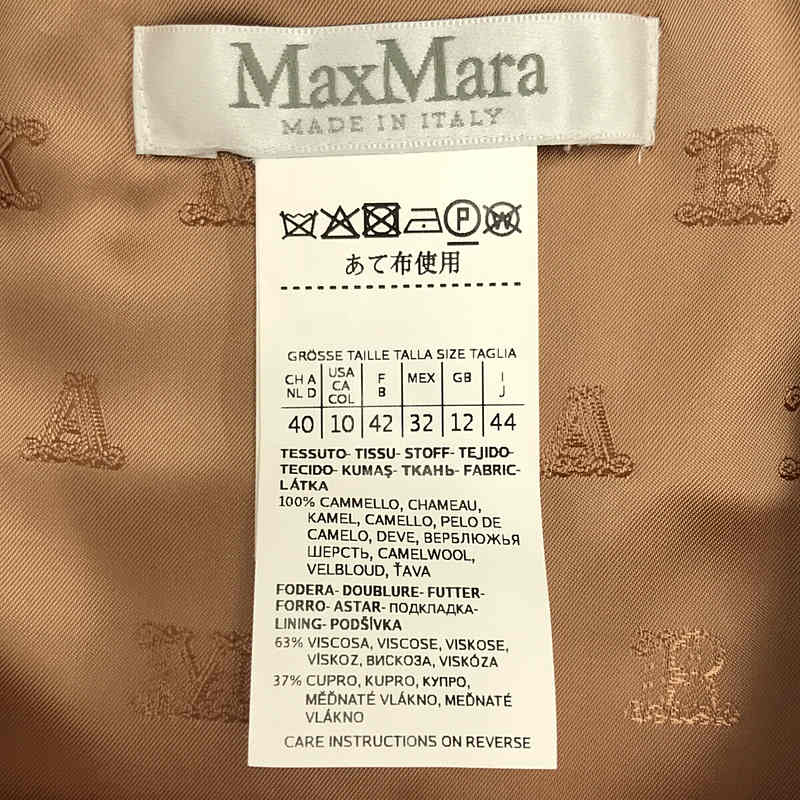 MaxMara
MADE IN ITALY
P W
あて布使用
GRÖSSE TAILLE TALLA SIZE TAGLIA
CH A NL D USA CA COL F B MEX GB I J
40 10 42 32 12 44
TESSUTO- TISSU- STOFF- TEJIDO-
TECIDO- KUMAŞ- ТКАНЬ- FABRIC-
LÁTKA
100% CAMMELLO, CHAMEAU,
KAMEL, CAMELLO, PELO DE
CAMELO, DEVE, ВЕРБЛЮЖЬЯ
ШЕРСТЬ, CAMELWOOL,
VELBLOUD, ŤAVA
FODERA- DOUBLURE- FUTTER-
FORRO- ASTAR- ПОДКЛАДКА-
LINING- PODŠÍVKA
63% VISCOSA, VISCOSE, VISKOSE,
VİSKOZ, ВИСКОЗА, VISKÓZA
37% CUPRO, KUPRO, КУПРО,
MĚĎNATÉ VLÁKNO, MEĎNATÉ
VLÁKNO
CARE INSTRUCTIONS ON REVERSE